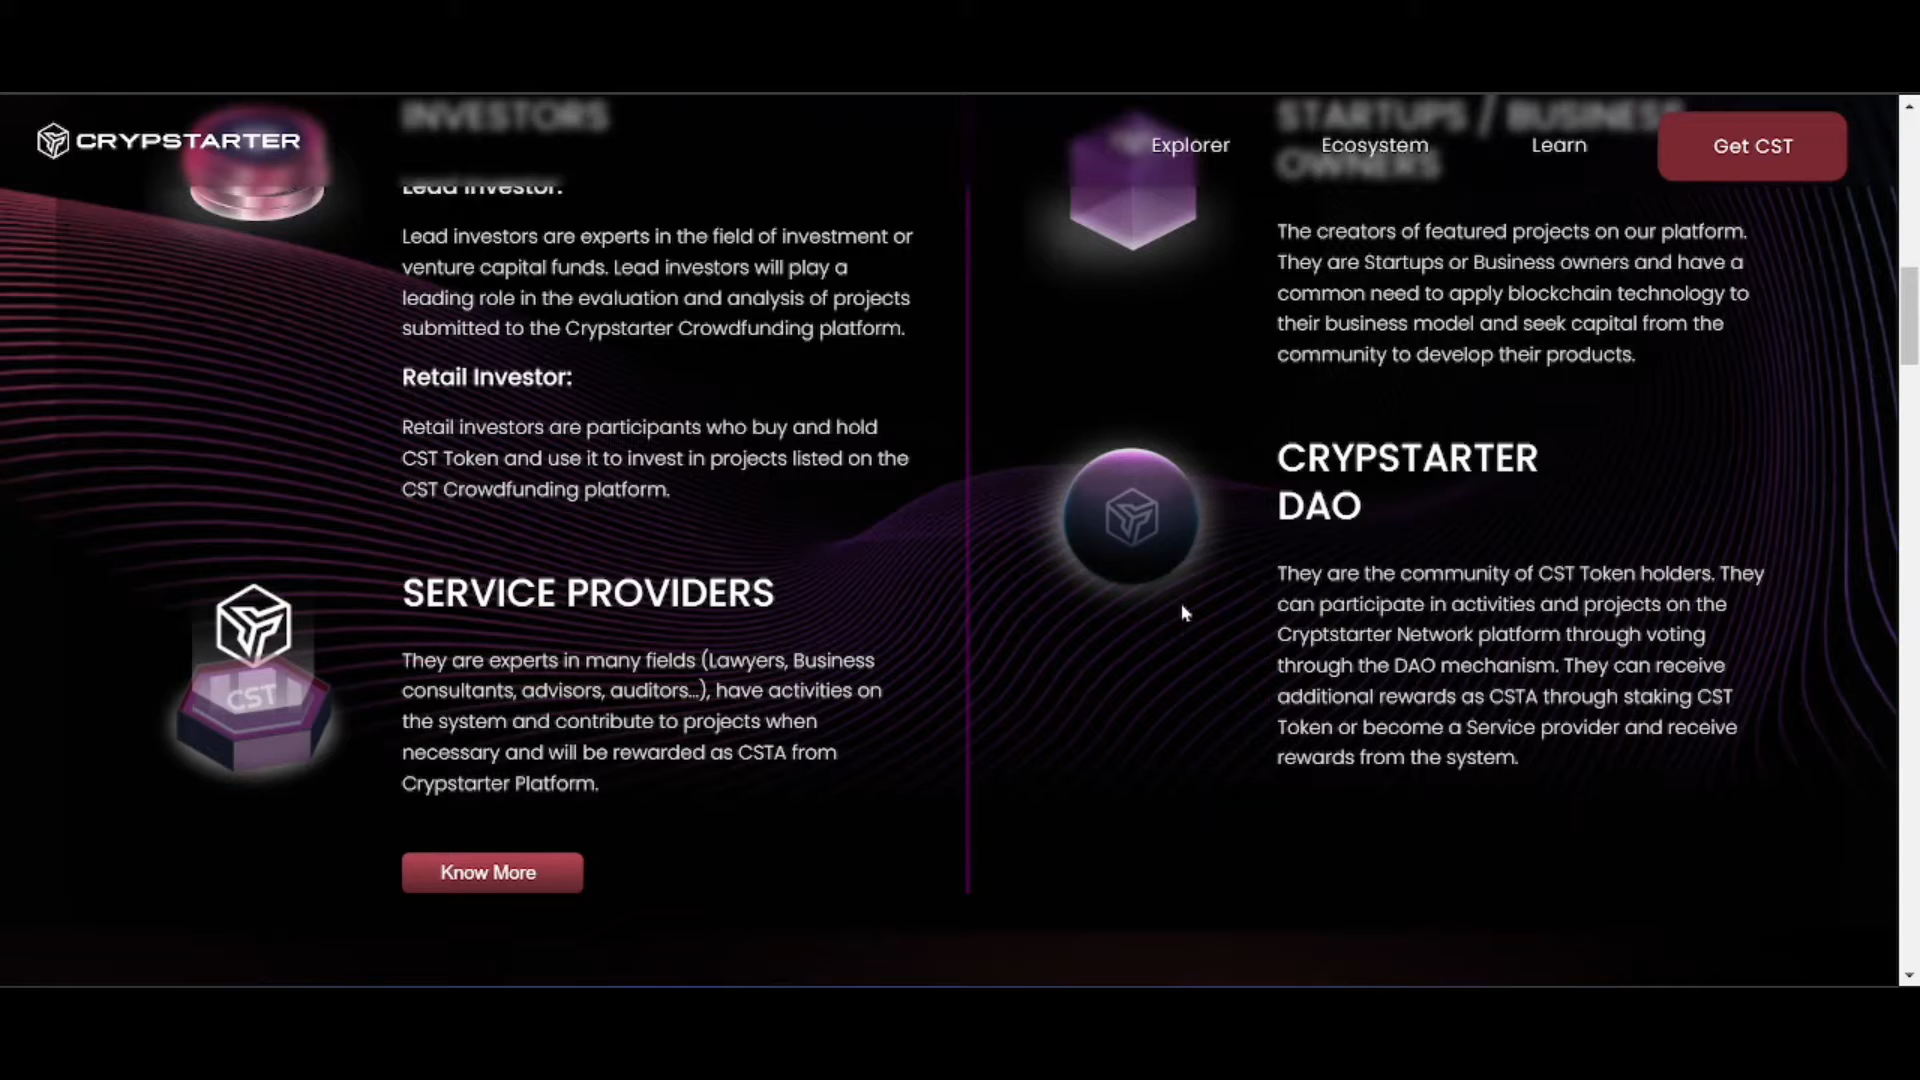 CRYPSTARTER
Explorer
Ecosystem
Learn
Get CST
INVESTORS
Lead Investor:
Lead investors are experts in the field of investment or
venture capital funds. Lead investors will play a
leading role in the evaluation and analysis of projects
submitted to the Crypstarter Crowdfunding platform.
Retail Investor:
Retail investors are participants who buy and hold
CST Token and use it to invest in projects listed on the
CST Crowdfunding platform.
CST
SERVICE PROVIDERS
They are experts in many fields (Lawyers, Business
consultants, advisors, auditors...), have activities on
the system and contribute to projects when
necessary and will be rewarded as CSTA from
Crypstarter Platform.
Know More
STARTUPS / BUSINESS
OWNERS
The creators of featured projects on our platform.
They are Startups or Business owners and have a
common need to apply blockchain technology to
their business model and seek capital from the
community to develop their products.
CRYPSTARTER
DAO
They are the community of CST Token holders. They
can participate in activities and projects on the
Cryptstarter Network platform through voting
through the DAO mechanism. They can receive
additional rewards as CSTA through staking CST
Token or become a Service provider and receive
rewards from the system.